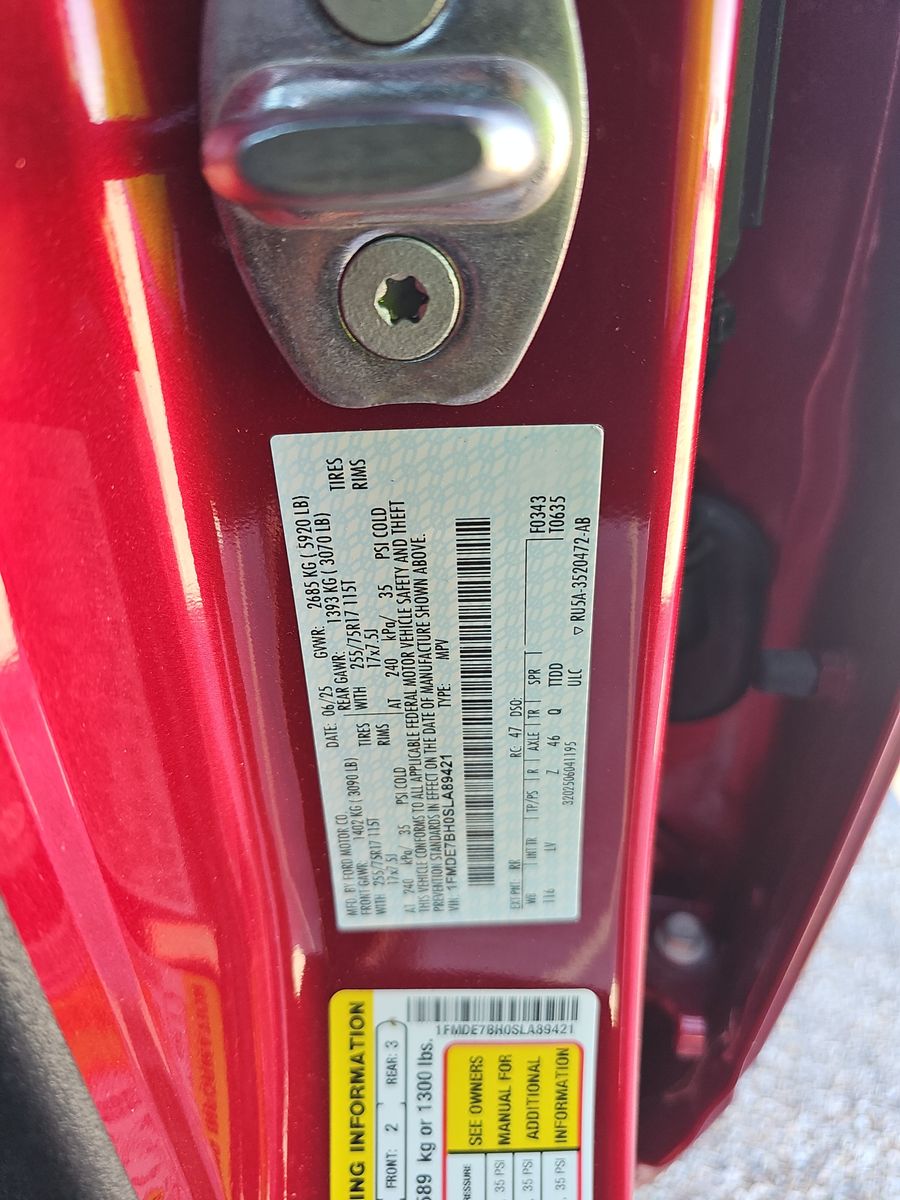 MFD. BY FORD MOTOR CO. DATE: 06/25 GVWR: 2685 KG ( 5920 LB)
FRONT GAWR: 1402 KG ( 3090 LB) REAR GAWR: 1393 KG ( 3070 LB)
WITH 255/75R17 115T TIRES WITH 255/75R17 115T TIRES
17x7.5J RIMS 17x7.5J RIMS
AT 240 kPa/ 35 PSI COLD AT 240 kPa/ 35 PSI COLD
THIS VEHICLE CONFORMS TO ALL APPLICABLE FEDERAL MOTOR VEHICLE SAFETY AND THEFT
PREVENTION STANDARDS IN EFFECT ON THE DATE OF MANUFACTURE SHOWN ABOVE.
VIN: 1FMDE7BH0SLA89421 TYPE: MPV
EXT PNT: RR RC: 47 DSO: F0343
WB INT TR TP/PS R AXLE TR SPR T0635
116 LV Z 46 Q TTDD
3202506041195 ULC ▽ RU5A-3520472-AB
ING INFORMATION
FRONT: 2 REAR: 3
589 kg or 1300 lbs.
1FMDE7BH0SLA89421
SEE OWNERS
MANUAL FOR
ADDITIONAL
INFORMATION
35 PSI
35 PSI
35 PSI